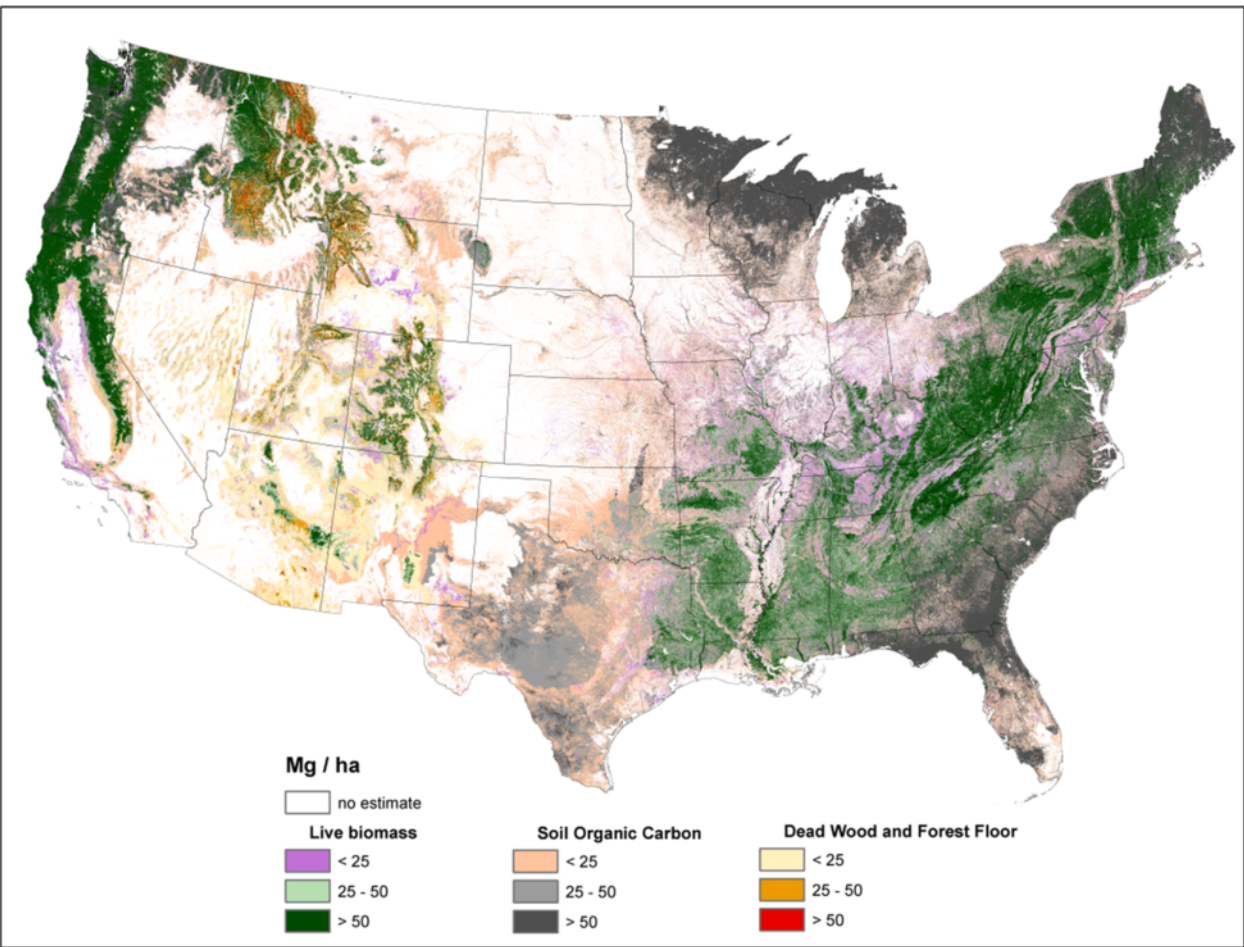 Mg / ha
no estimate
Live biomass
< 25
25 - 50
> 50
Soil Organic Carbon
< 25
25 - 50
> 50
Dead Wood and Forest Floor
< 25
25 - 50
> 50